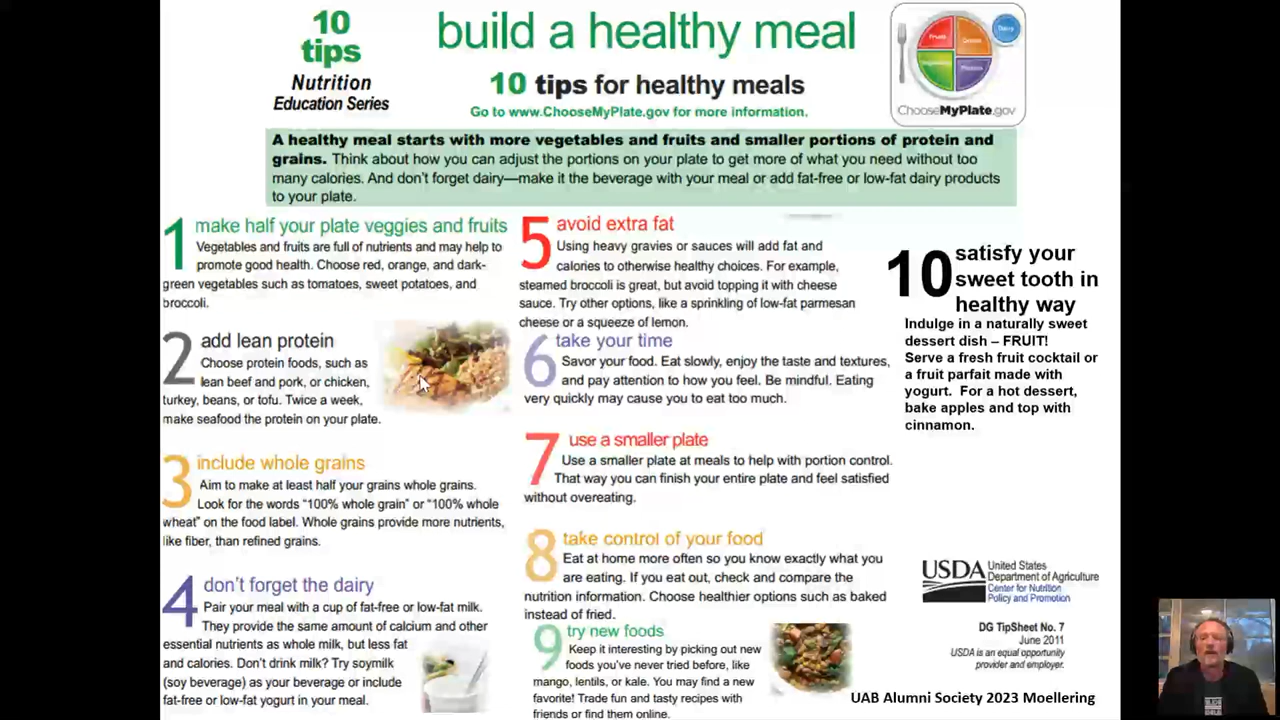 10
tips
Nutrition
Education Series
build a healthy meal
10 tips for healthy meals
Go to www.ChooseMyPlate.gov for more information.
Fruits
Grains
Dairy
Vegetables
Protein
ChooseMyPlate.gov
A healthy meal starts with more vegetables and fruits and smaller portions of protein and
grains. Think about how you can adjust the portions on your plate to get more of what you need without too
many calories. And don't forget dairy—make it the beverage with your meal or add fat-free or low-fat dairy products
to your plate.
1 make half your plate veggies and fruits
Vegetables and fruits are full of nutrients and may help to
promote good health. Choose red, orange, and dark-
green vegetables such as tomatoes, sweet potatoes, and
broccoli.
2 add lean protein
Choose protein foods, such as
lean beef and pork, or chicken,
turkey, beans, or tofu. Twice a week,
make seafood the protein on your plate.
3 include whole grains
Aim to make at least half your grains whole grains.
Look for the words "100% whole grain" or "100% whole
wheat" on the food label. Whole grains provide more nutrients,
like fiber, than refined grains.
4 don't forget the dairy
Pair your meal with a cup of fat-free or low-fat milk.
They provide the same amount of calcium and other
essential nutrients as whole milk, but less fat
and calories. Don't drink milk? Try soymilk
(soy beverage) as your beverage or include
fat-free or low-fat yogurt in your meal.
5 avoid extra fat
Using heavy gravies or sauces will add fat and
calories to otherwise healthy choices. For example,
steamed broccoli is great, but avoid topping it with cheese
sauce. Try other options, like a sprinkling of low-fat parmesan
cheese or a squeeze of lemon.
6 take your time
Savor your food. Eat slowly, enjoy the taste and textures,
and pay attention to how you feel. Be mindful. Eating
very quickly may cause you to eat too much.
7 use a smaller plate
Use a smaller plate at meals to help with portion control.
That way you can finish your entire plate and feel satisfied
without overeating.
8 take control of your food
Eat at home more often so you know exactly what you
are eating. If you eat out, check and compare the
nutrition information. Choose healthier options such as baked
instead of fried.
9 try new foods
Keep it interesting by picking out new
foods you've never tried before, like
mango, lentils, or kale. You may find a new
favorite! Trade fun and tasty recipes with
friends or find them online.
10 satisfy your
sweet tooth in
healthy way
Indulge in a naturally sweet
dessert dish – FRUIT!
Serve a fresh fruit cocktail or
a fruit parfait made with
yogurt. For a hot dessert,
bake apples and top with
cinnamon.
USDA United States
Department of Agriculture
Center for Nutrition
Policy and Promotion
DG TipSheet No. 7
June 2011
USDA is an equal opportunity
provider and employer.
UAB Alumni Society 2023 Moellering